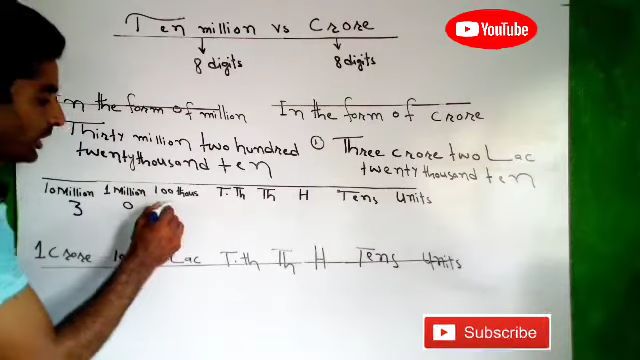 Ten million vs Crore
8 digits 8 digits
YouTube
In the form of million In the form of crore
Thirty million two hundred
twenty thousand ten
① Three crore two Lac
twenty thousand ten
10 Million 1 Million 100 thous T.Th Th H Tens Units
3 0
1 Crore Lac T.th Th H Tens Units
Subscribe